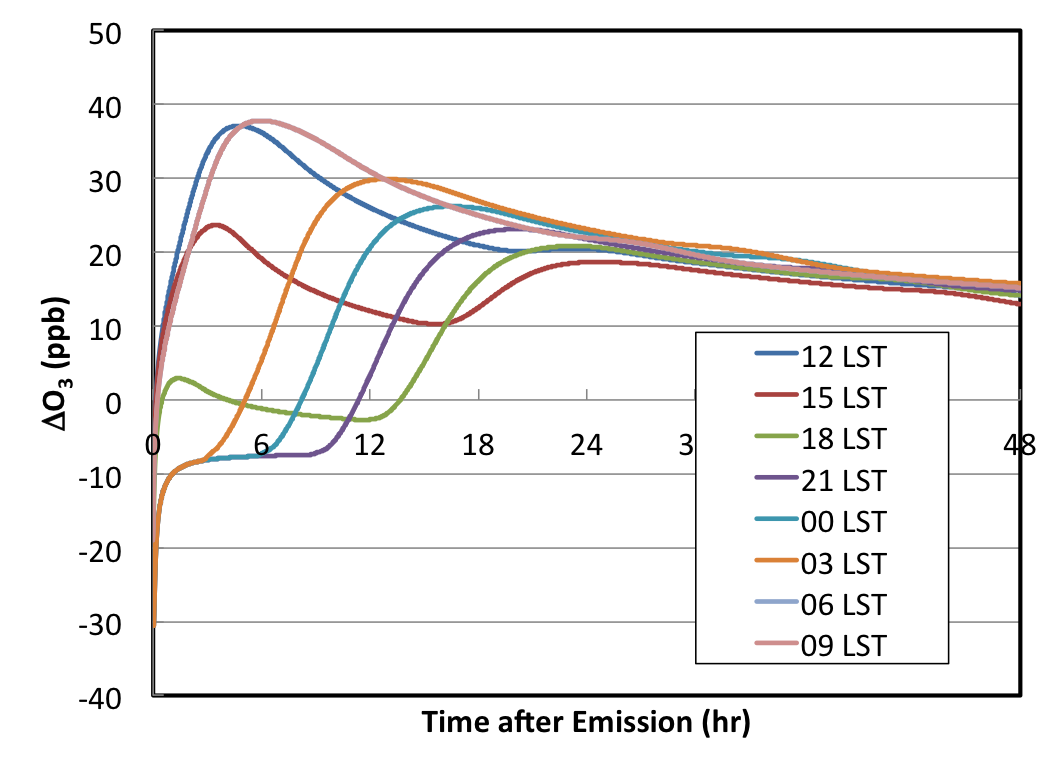 50
40
30
20
10
0
-10
-20
-30
-40
ΔO₃ (ppb)
0 6 12 18 24 3 48
12 LST
15 LST
18 LST
21 LST
00 LST
03 LST
06 LST
09 LST
Time after Emission (hr)